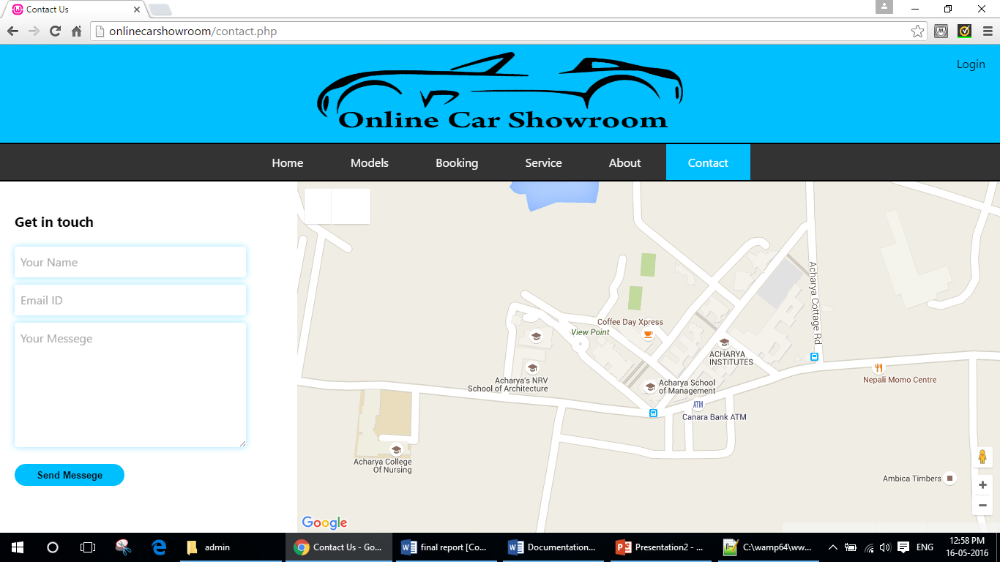 Contact Us
onlinecarshowroom/contact.php
Login
Online Car Showroom
Home
Models
Booking
Service
About
Contact
Get in touch
Your Name
Email ID
Your Messege
Send Messege
Acharya Cottage Rd
Coffee Day Xpress
View Point
ACHARYA
INSTITUTES
Acharya's NRV
School of Architecture
Acharya School
of Management
Nepali Momo Centre
ATM
Canara Bank ATM
Acharya College
Of Nursing
Ambica Timbers
+
−
Google
admin
Contact Us - Go...
final report [Co...
Documentation...
Presentation2 - ...
C:\wamp64\ww...
ENG
12:58 PM
16-05-2016